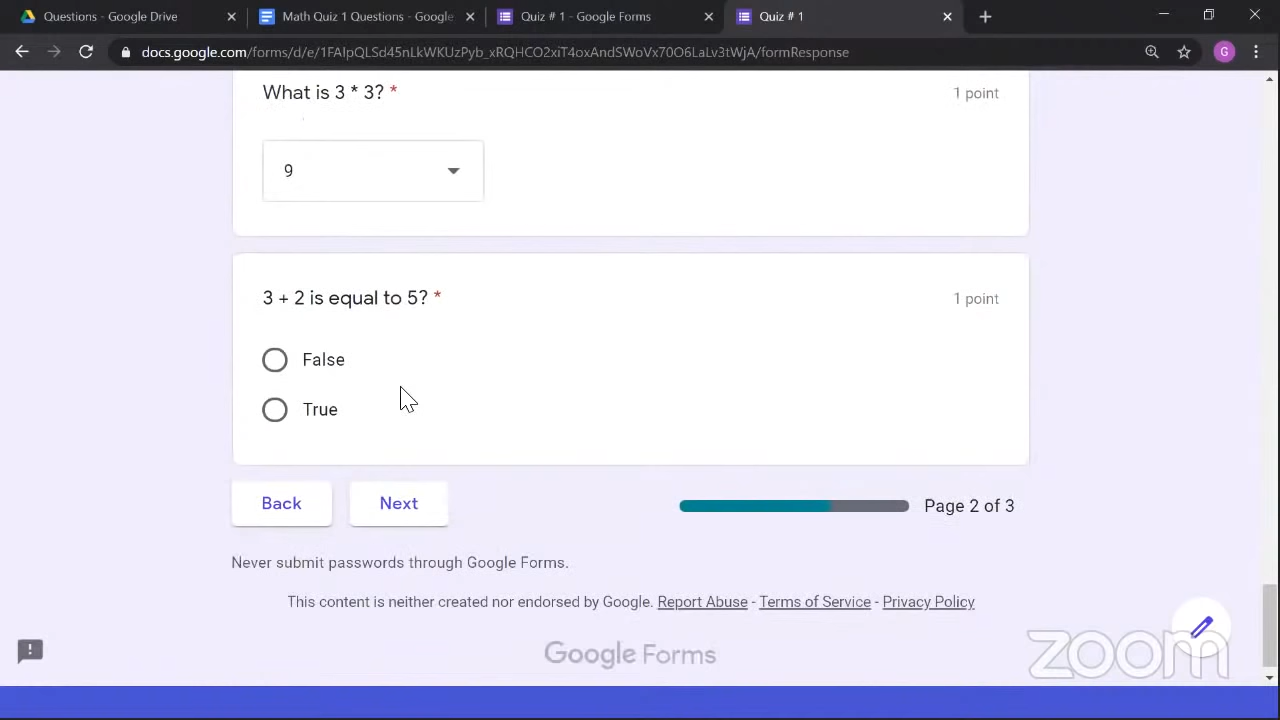 Questions - Google Drive
Math Quiz 1 Questions - Google
Quiz # 1 - Google Forms
Quiz # 1
docs.google.com/forms/d/e/1FAIpQLSd45nLkWKUzPyb_xRQHCO2xiT4oxAndSWoVx70O6LaLv3tWjA/formResponse
G
What is 3 * 3? *
1 point
9
3 + 2 is equal to 5? *
1 point
False
True
Back
Next
Page 2 of 3
Never submit passwords through Google Forms.
This content is neither created nor endorsed by Google. Report Abuse - Terms of Service - Privacy Policy
Google Forms
zoom